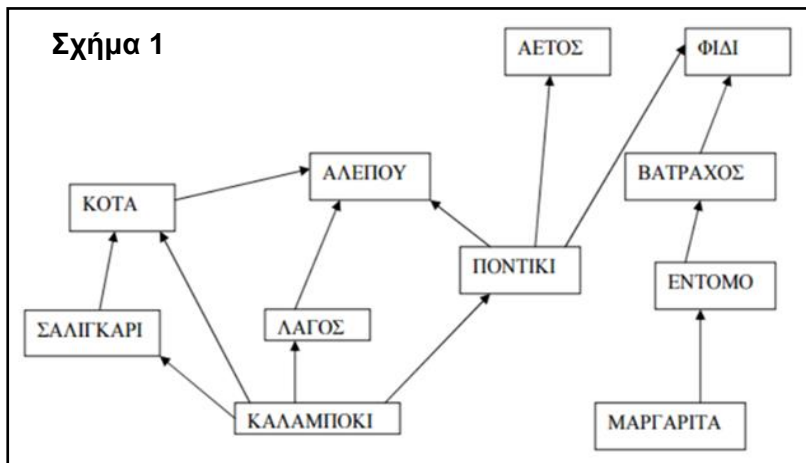 Σχήμα 1
ΑΕΤΟΣ
ΦΙΔΙ
ΑΛΕΠΟΥ
ΒΑΤΡΑΧΟΣ
ΚΟΤΑ
ΠΟΝΤΙΚΙ
ΕΝΤΟΜΟ
ΣΑΛΙΓΚΑΡΙ
ΛΑΓΟΣ
ΚΑΛΑΜΠΟΚΙ
ΜΑΡΓΑΡΙΤΑ